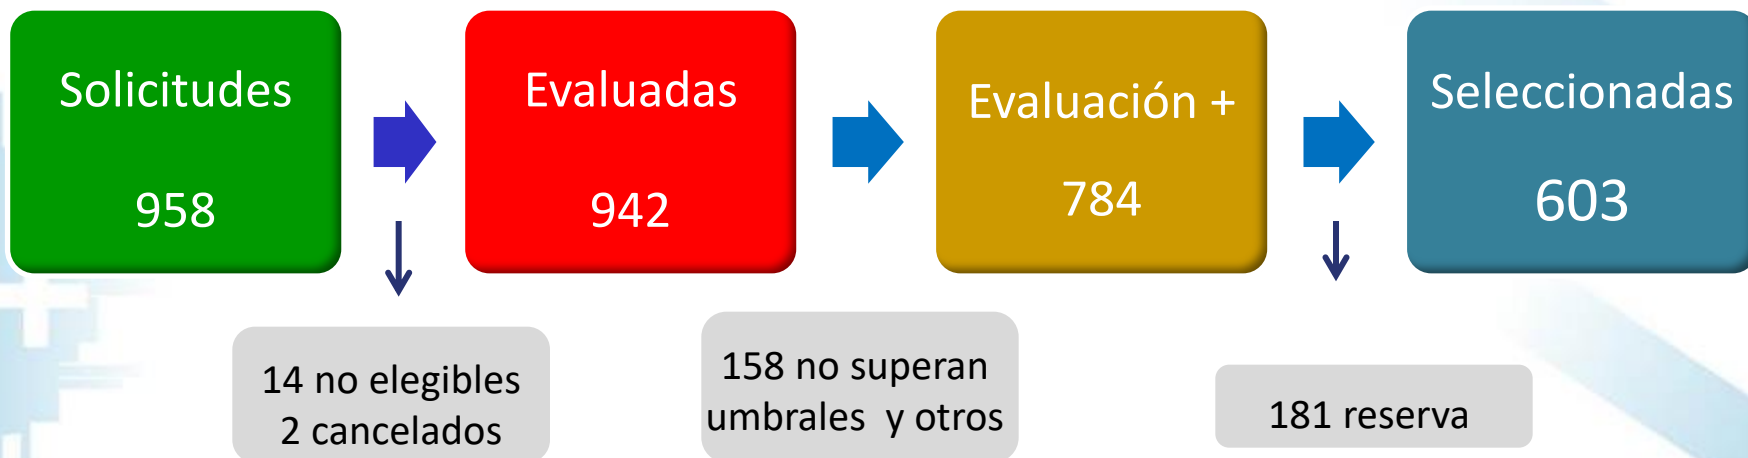 Solicitudes
958
Evaluadas
942
Evaluación +
784
Seleccionadas
603
14 no elegibles
2 cancelados
158 no superan
umbrales y otros
181 reserva